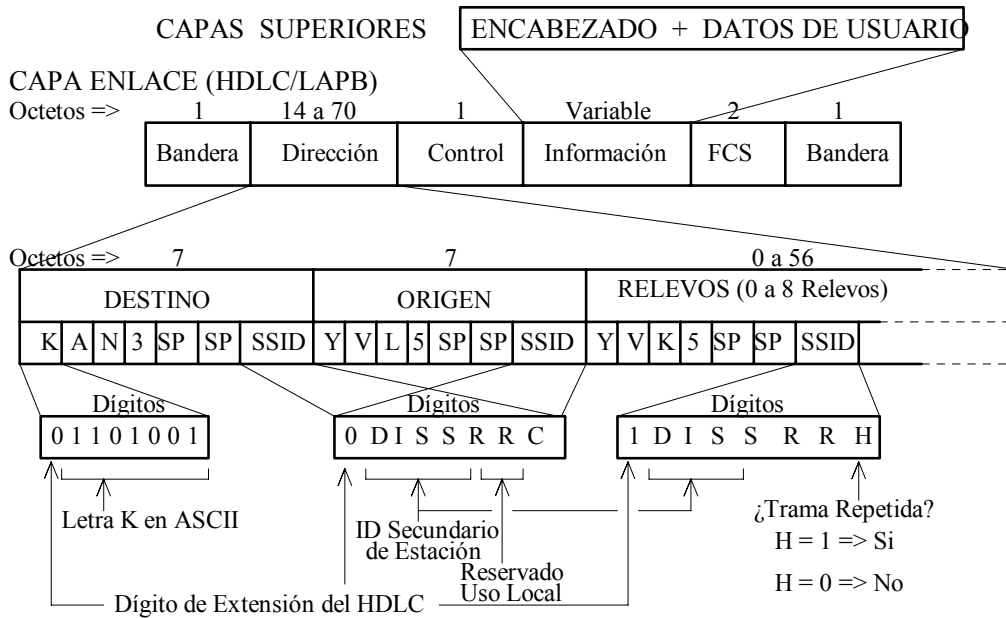 CAPAS SUPERIORES ENCABEZADO + DATOS DE USUARIO
CAPA ENLACE (HDLC/LAPB)
Octetos => 1 14 a 70 1 Variable 2 1
Bandera Dirección Control Información FCS Bandera
Octetos => 7 7 0 a 56
DESTINO ORIGEN RELEVOS (0 a 8 Relevos)
K A N 3 SP SP SSID Y V L 5 SP SP SSID Y V K 5 SP SP SSID
Dígitos Dígitos Dígitos
0 1 1 0 1 0 0 1 0 D I S S R R C 1 D I S S R R H
Letra K en ASCII
ID Secundario
de Estación
Reservado
Uso Local
¿Trama Repetida?
H = 1 => Si
H = 0 => No
Dígito de Extensión del HDLC